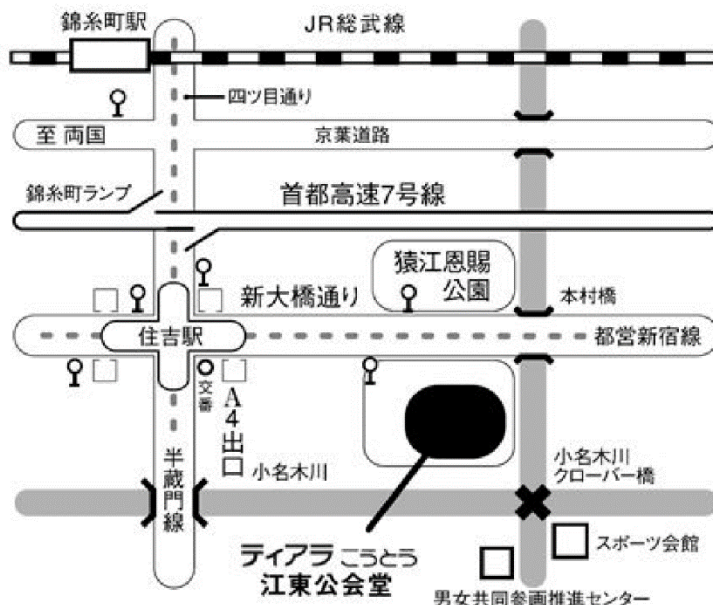 錦糸町駅
JR総武線
四ツ目通り
至 両国
京葉道路
錦糸町ランプ
首都高速7号線
猿江恩賜
公園
新大橋通り
本村橋
住吉駅
都営新宿線
交番
A4出口
半蔵門線
小名木川
小名木川
クローバー橋
ティアラこうとう
江東公会堂
スポーツ会館
男女共同参画推進センター